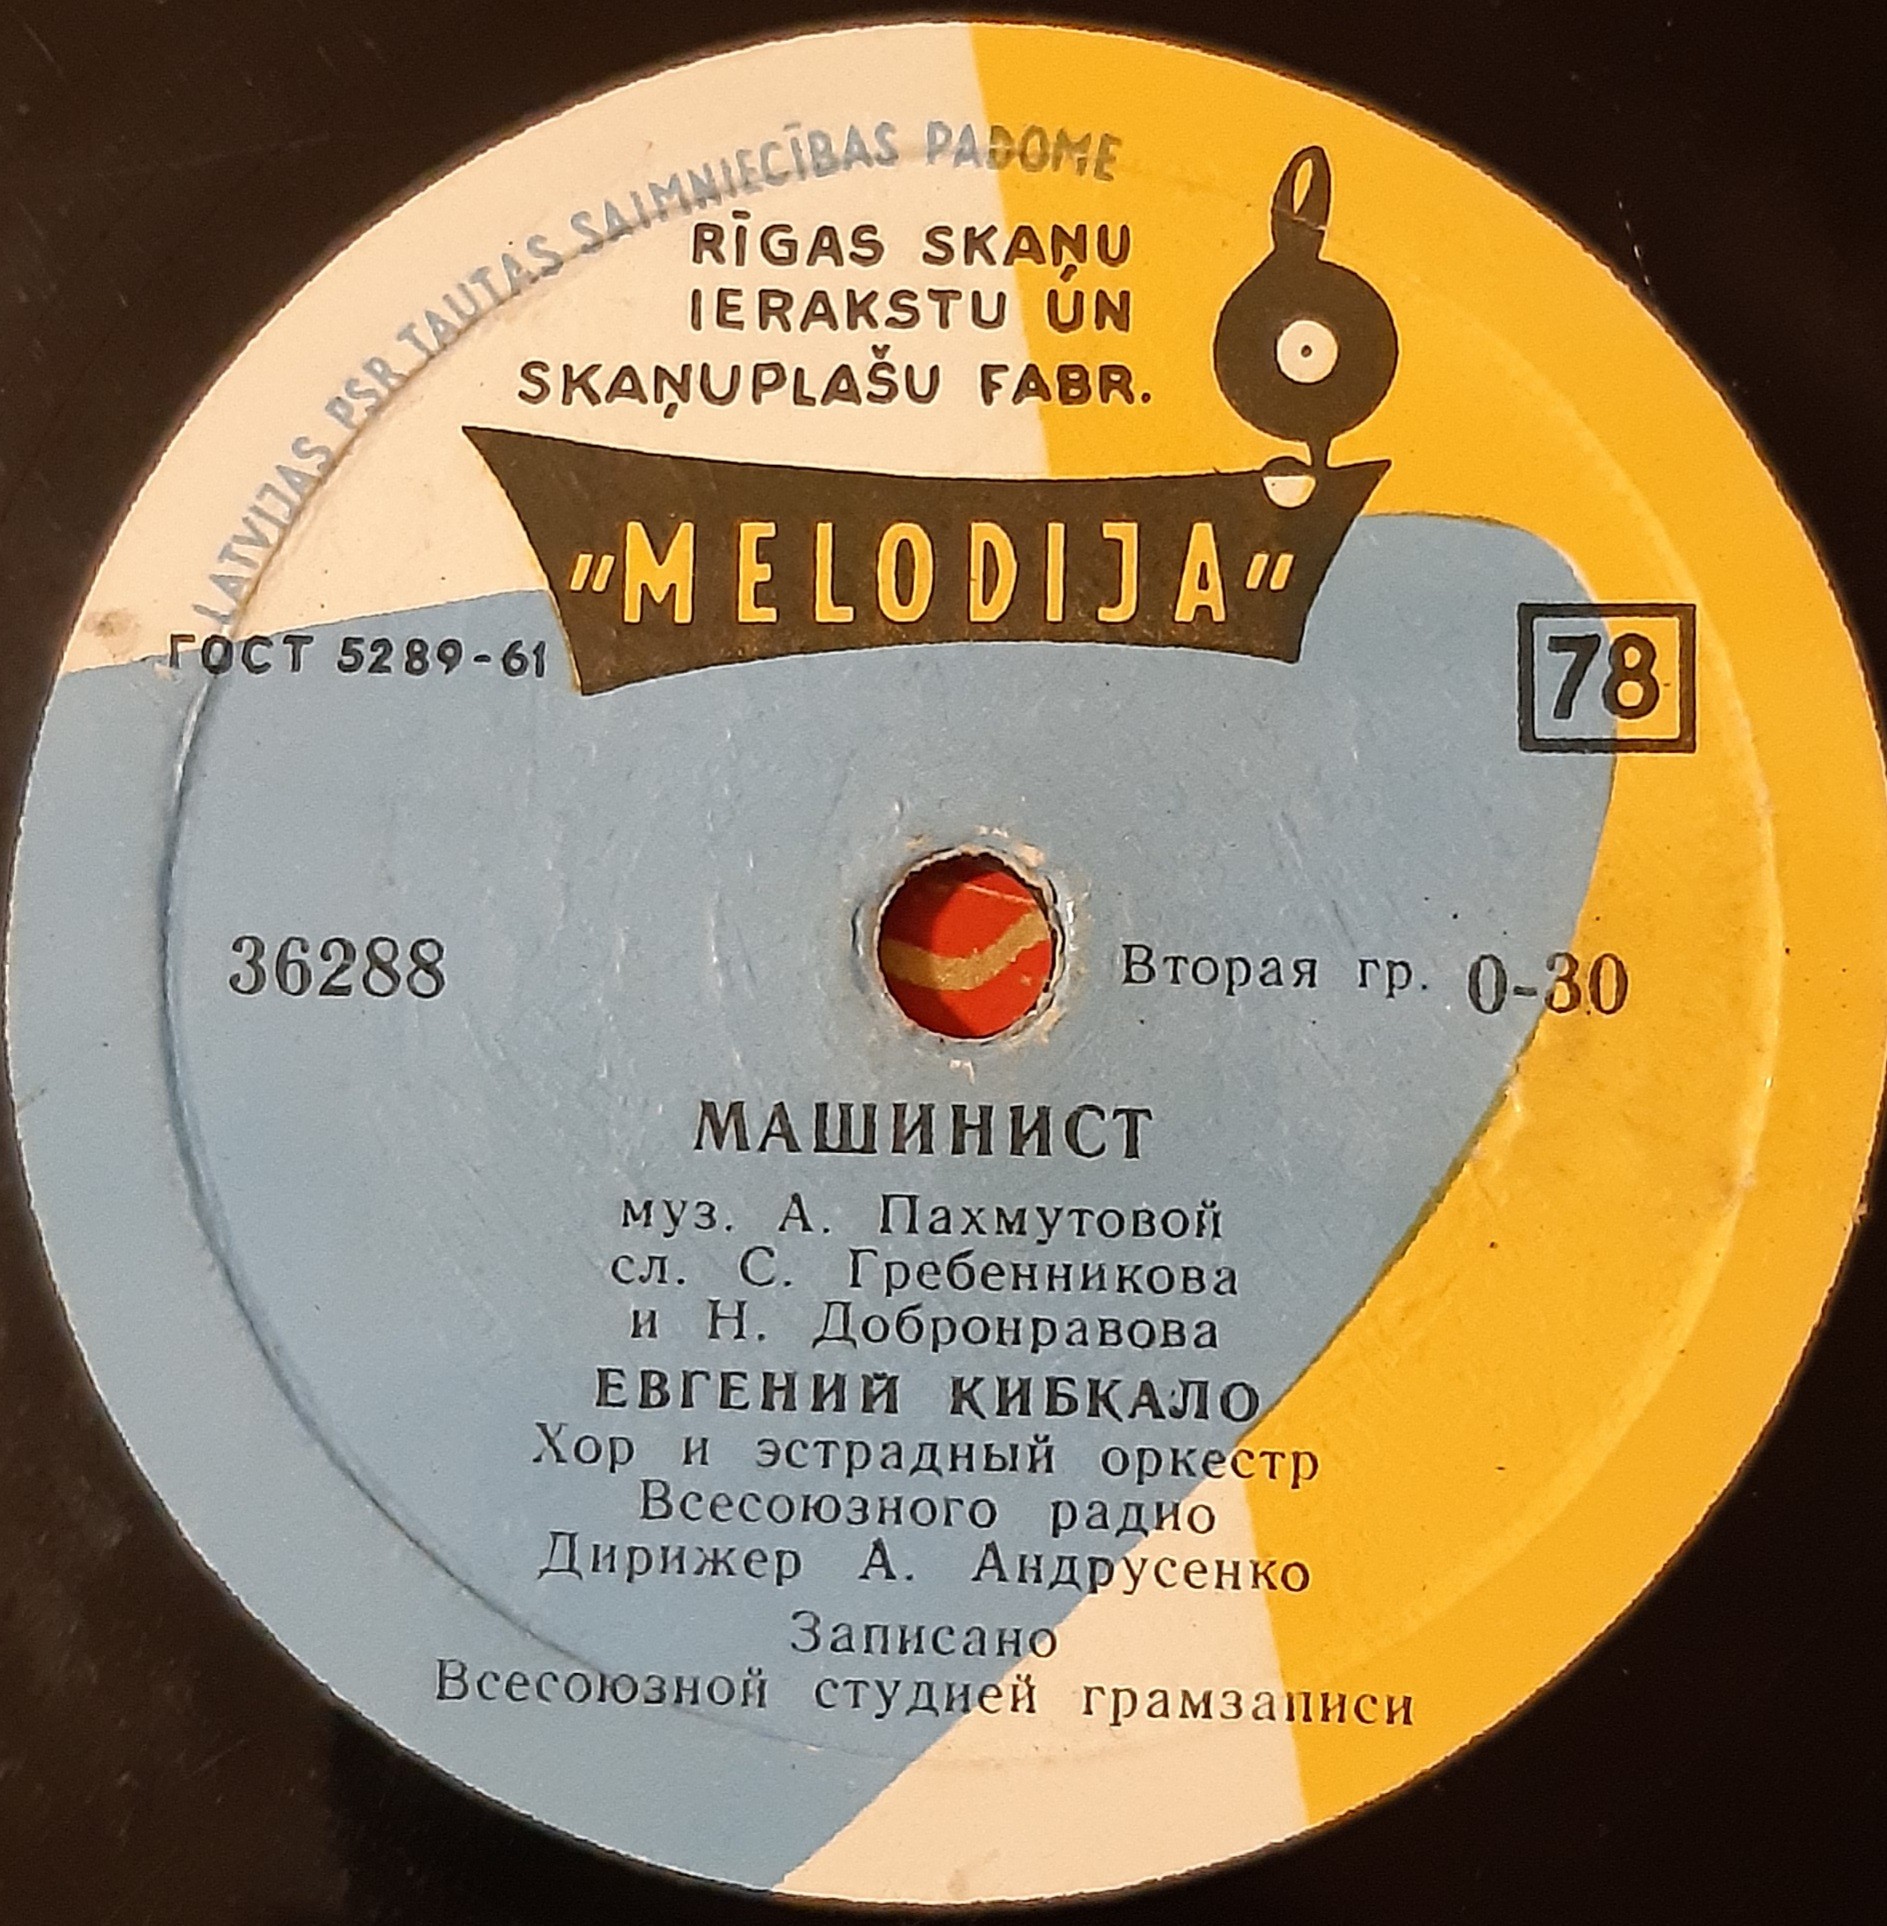 LATVIJAS PSR TAUTAS SAIMNIECĪBAS PADOME
RĪGAS SKAŅU
IERAKSTU UN
SKAŅUPLAŠU FABR.
"MELODIJA"
ГОСТ 5289-61
78
36288
Вторая гр. 0-30
МАШИНИСТ
муз. А. Пахмутовой
сл. С. Гребенникова
и Н. Добронравова
ЕВГЕНИЙ КИБКАЛО
Хор и эстрадный оркестр
Всесоюзного радио
Дирижер А. Андрусенко
Записано
Всесоюзной студией грамзаписи